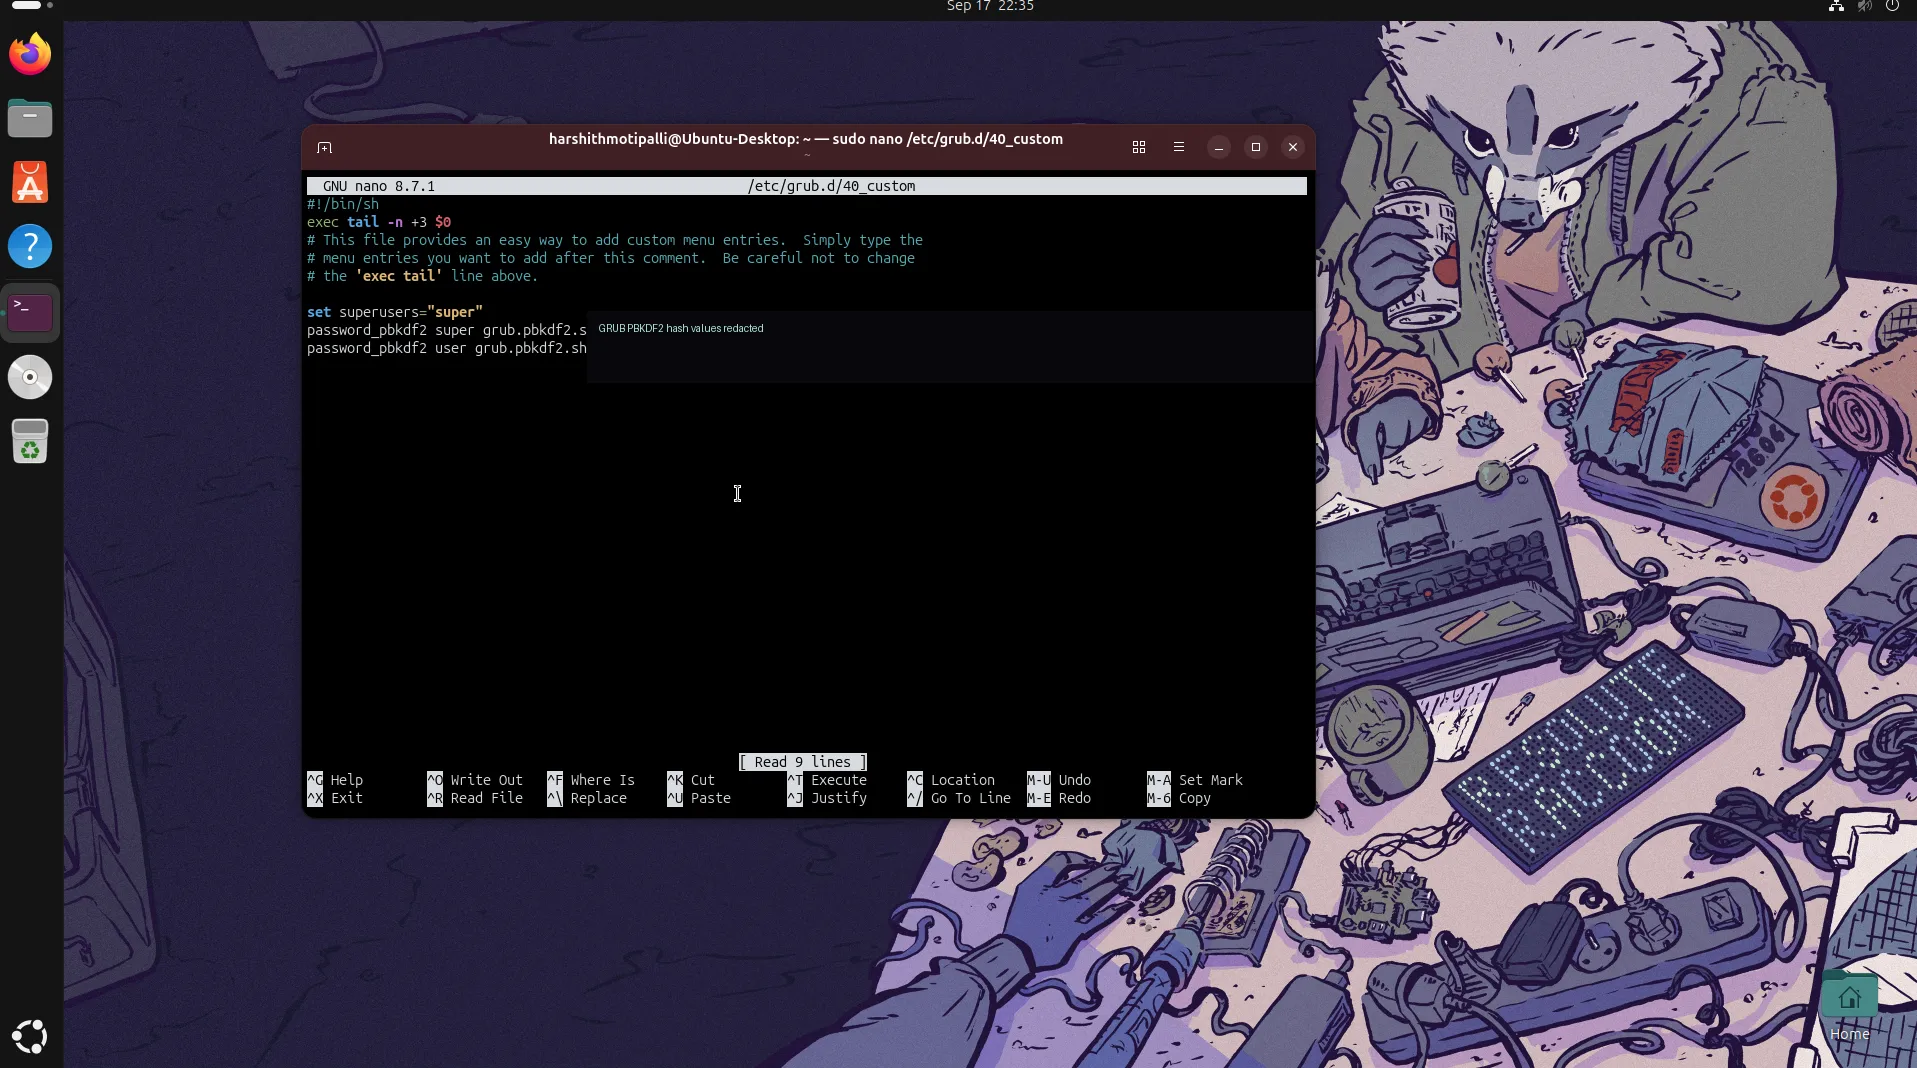 Sep 17 22:35
harshithmotipalli@Ubuntu-Desktop: ~ — sudo nano /etc/grub.d/40_custom
~
GNU nano 8.7.1 /etc/grub.d/40_custom
#!/bin/sh
exec tail -n +3 $0
# This file provides an easy way to add custom menu entries.  Simply type the
# menu entries you want to add after this comment.  Be careful not to change
# the 'exec tail' line above.
set superusers="super"
password_pbkdf2 super grub.pbkdf2.s
GRUB PBKDF2 hash values redacted
password_pbkdf2 user grub.pbkdf2.sh
[ Read 9 lines ]
^G Help ^O Write Out ^F Where Is ^K Cut ^T Execute ^C Location M-U Undo M-A Set Mark
^X Exit ^R Read File ^\ Replace ^U Paste ^J Justify ^/ Go To Line M-E Redo M-6 Copy
26.04
RESOLUTE
RACCOON
Home